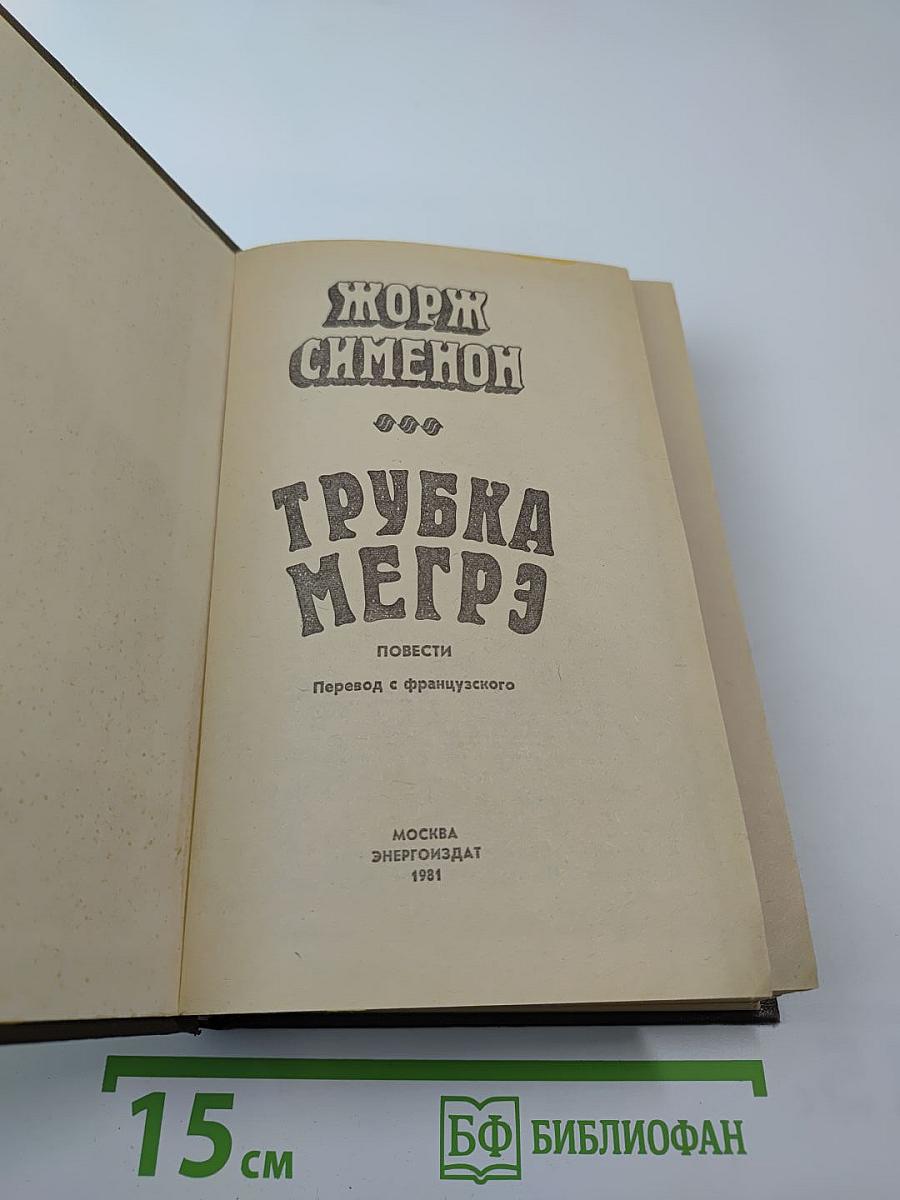 ЖОРЖ
СИМЕНОН
ТРУБКА
МЕГРЭ
ПОВЕСТИ
Перевод с французского
МОСКВА
ЭНЕРГОИЗДАТ
1981
15 см
БФ БИБЛИОФАН